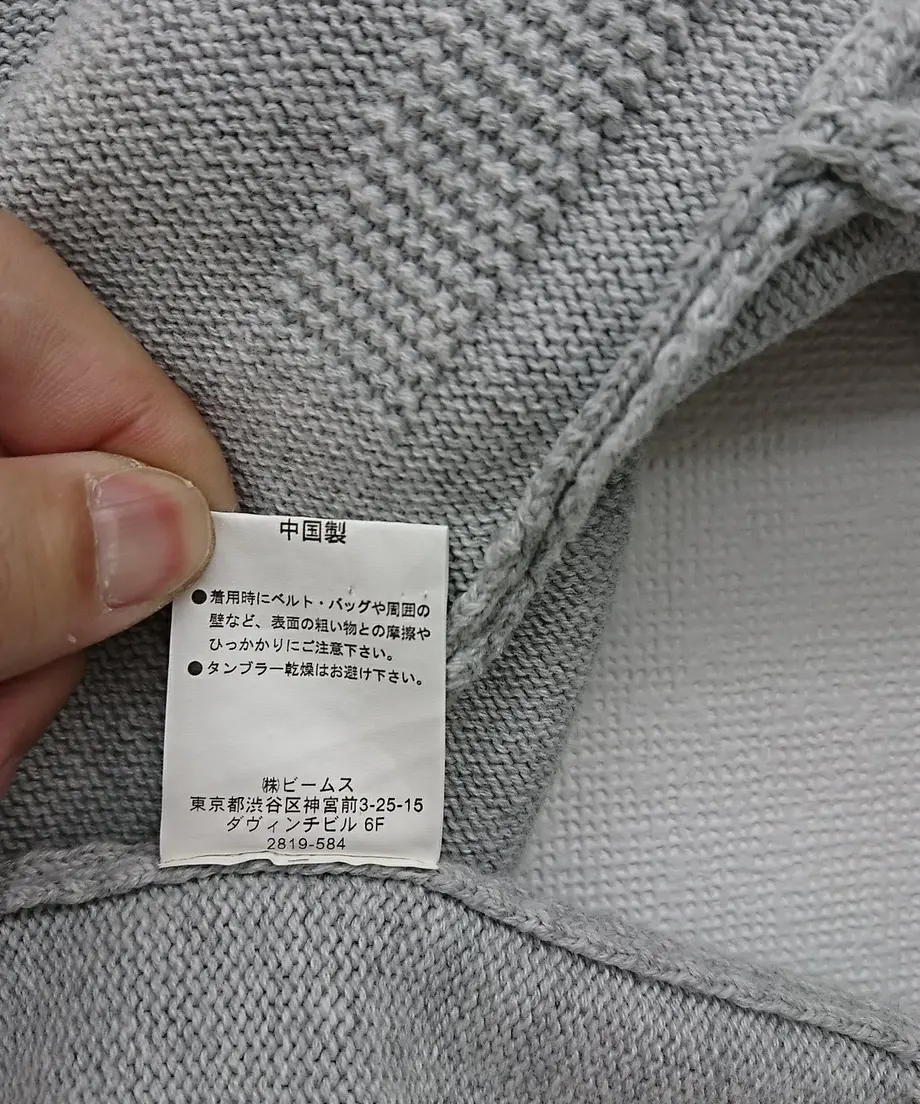 中国製
●着用時にベルト・バッグや周囲の
壁など、表面の粗い物との摩擦や
ひっかかりにご注意下さい。
●タンブラー乾燥はお避け下さい。
㈱ビームス
東京都渋谷区神宮前3-25-15
ダヴィンチビル 6F
2819-584